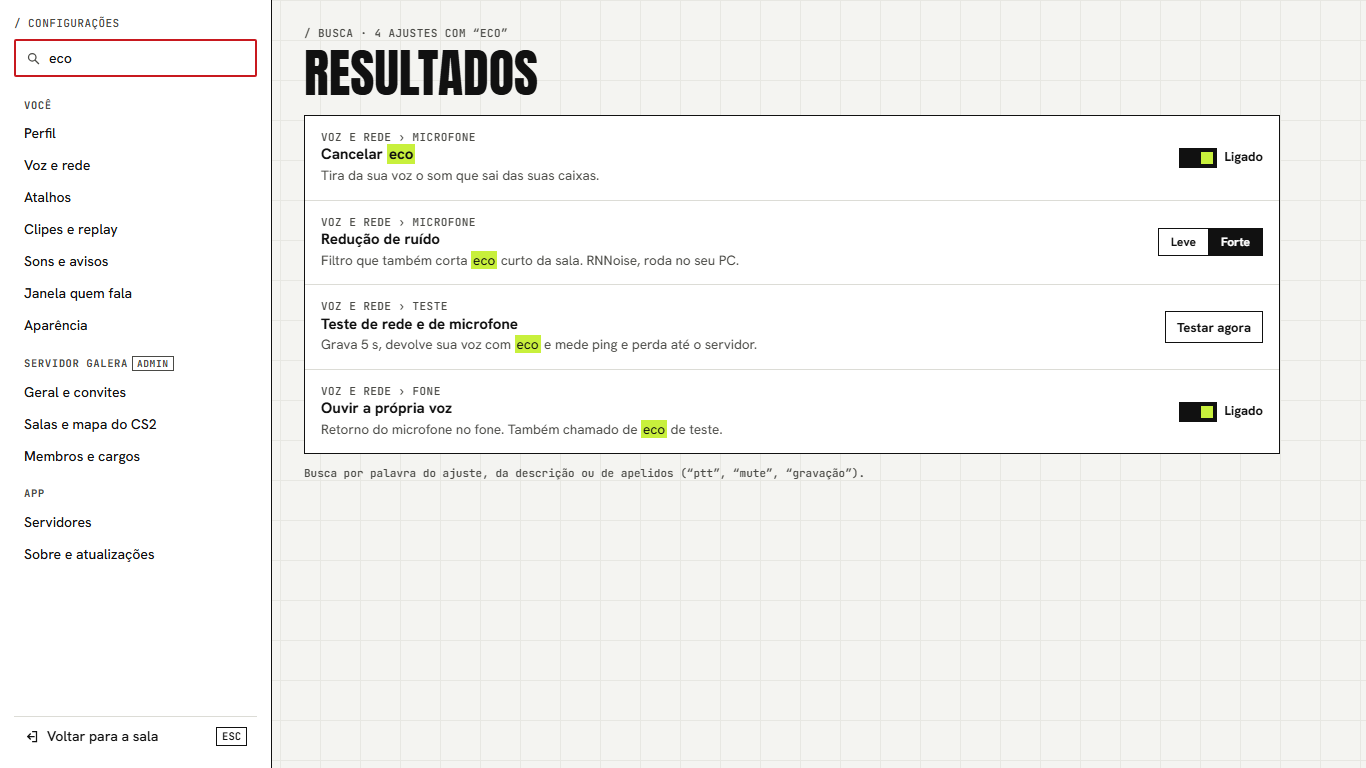 / CONFIGURAÇÕES
eco
VOCÊ
Perfil
Voz e rede
Atalhos
Clipes e replay
Sons e avisos
Janela quem fala
Aparência
SERVIDOR GALERA ADMIN
Geral e convites
Salas e mapa do CS2
Membros e cargos
APP
Servidores
Sobre e atualizações
Voltar para a sala ESC
/ BUSCA · 4 AJUSTES COM “ECO”
RESULTADOS
VOZ E REDE › MICROFONE
Cancelar eco
Tira da sua voz o som que sai das suas caixas.
Ligado
VOZ E REDE › MICROFONE
Redução de ruído
Filtro que também corta eco curto da sala. RNNoise, roda no seu PC.
Leve Forte
VOZ E REDE › TESTE
Teste de rede e de microfone
Grava 5 s, devolve sua voz com eco e mede ping e perda até o servidor.
Testar agora
VOZ E REDE › FONE
Ouvir a própria voz
Retorno do microfone no fone. Também chamado de eco de teste.
Ligado
Busca por palavra do ajuste, da descrição ou de apelidos (“ptt”, “mute”, “gravação”).